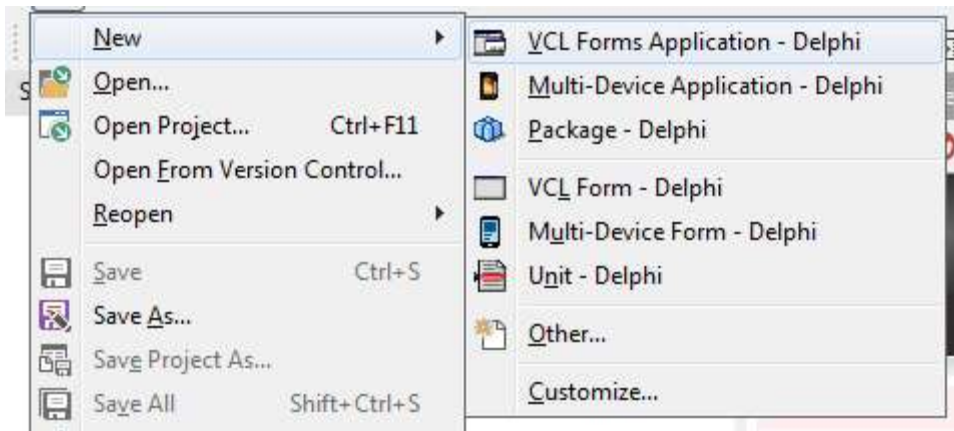 New
Open...
Open Project... Ctrl+F11
Open From Version Control...
Reopen
Save Ctrl+S
Save As...
Save Project As...
Save All Shift+Ctrl+S
VCL Forms Application - Delphi
Multi-Device Application - Delphi
Package - Delphi
VCL Form - Delphi
Multi-Device Form - Delphi
Unit - Delphi
Other...
Customize...